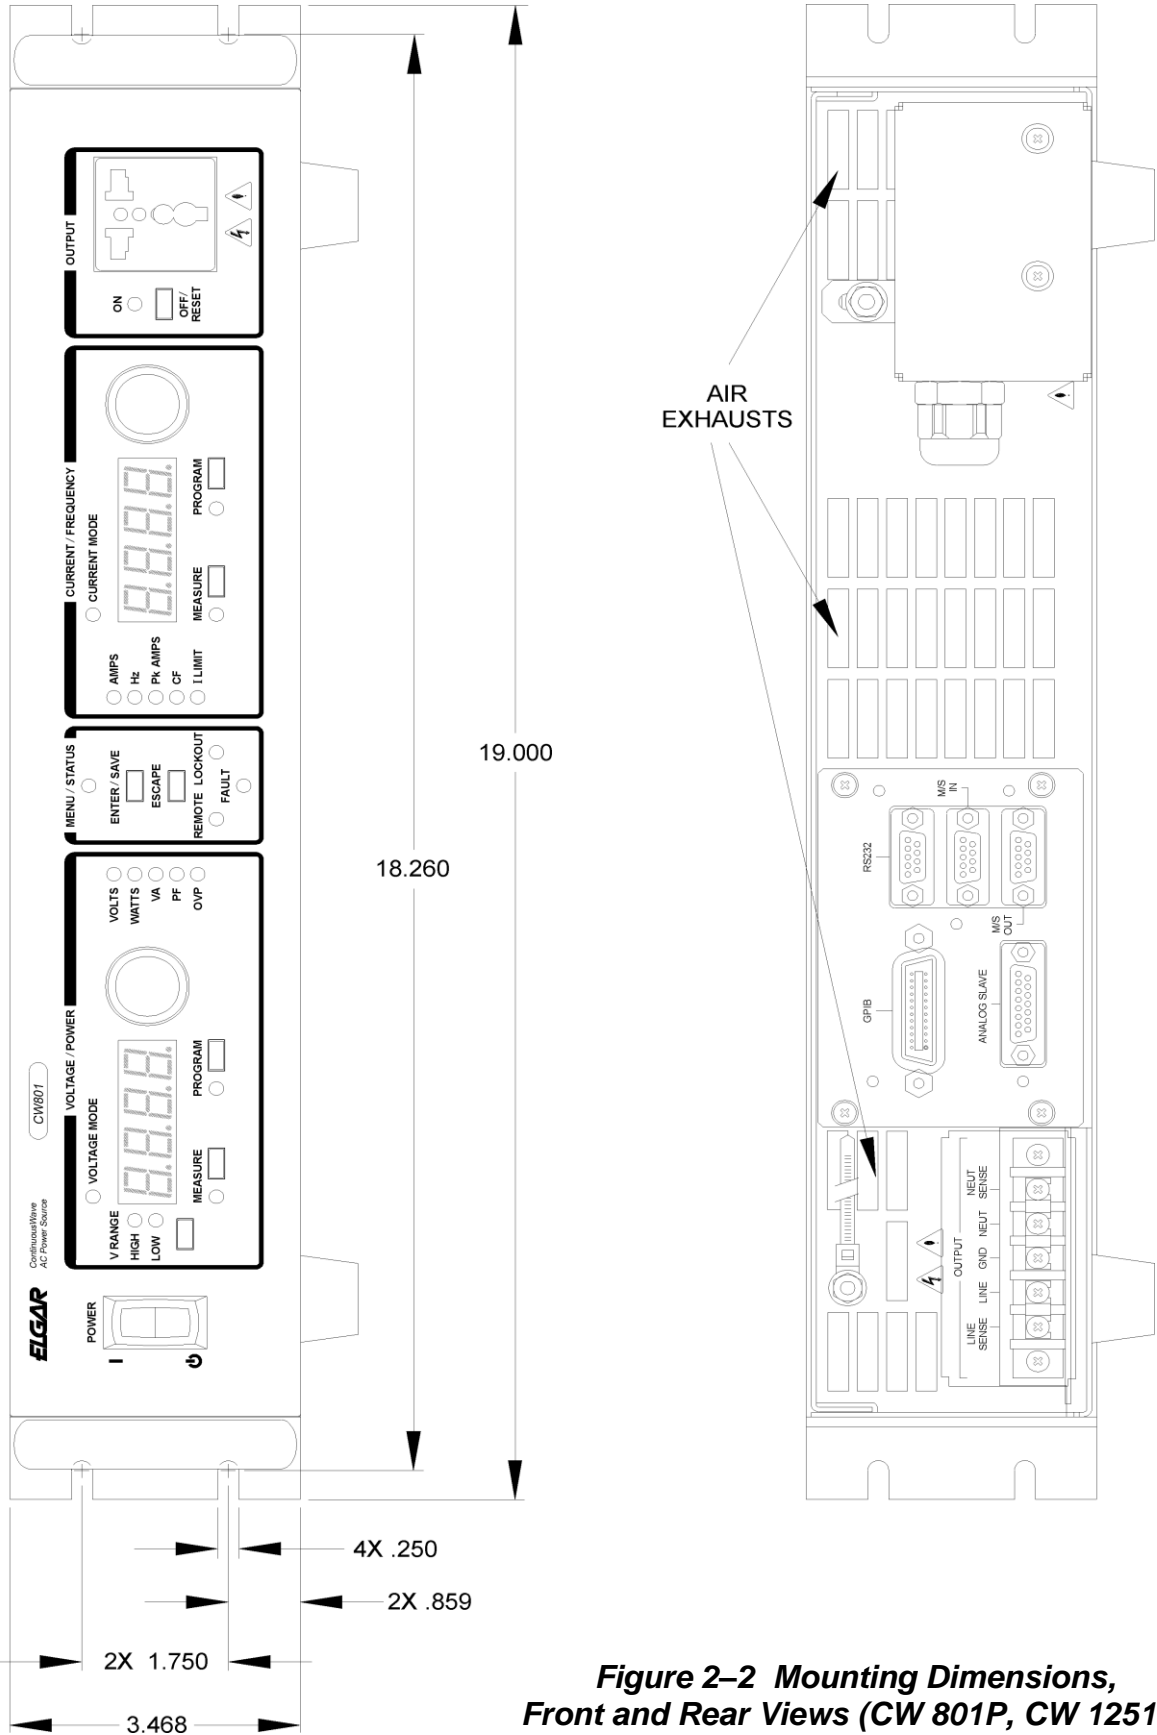 OUTPUT
ON
OFF/
RESET
CURRENT / FREQUENCY
CURRENT MODE
PROGRAM
MEASURE
AMPS
Hz
Pk AMPS
CF
I LIMIT
MENU / STATUS
ENTER / SAVE
ESCAPE
REMOTE LOCKOUT
FAULT
VOLTAGE / POWER
VOLTS
WATTS
VA
PF
OVP
VOLTAGE MODE
PROGRAM
MEASURE
V RANGE
HIGH
LOW
CW801
ContinuousWave
AC Power Source
ELGAR
POWER
18.260
19.000
4X .250
2X .859
2X 1.750
3.468
AIR
EXHAUSTS
RS232
M/S
IN
M/S
OUT
GPIB
ANALOG SLAVE
OUTPUT
NEUT
SENSE
NEUT
GND
LINE
LINE
SENSE
Figure 2–2 Mounting Dimensions,
Front and Rear Views (CW 801P, CW 1251